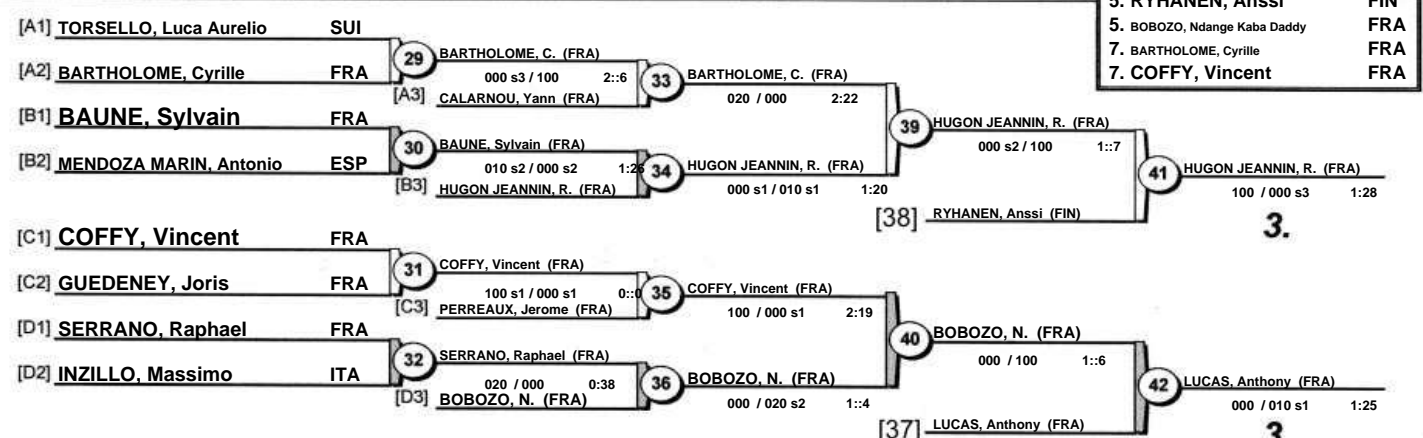 5. RYHANEN, Anssi FIN
5. BOBOZO, Ndange Kaba Daddy FRA
7. BARTHOLOME, Cyrille FRA
7. COFFY, Vincent FRA
[A1] TORSELLO, Luca Aurelio SUI
29 BARTHOLOME, C. (FRA)
[A2] BARTHOLOME, Cyrille FRA
000 s3 / 100 2::6
33 BARTHOLOME, C. (FRA)
[A3] CALARNOU, Yann (FRA)
020 / 000 2:22
[B1] BAUNE, Sylvain FRA
39 HUGON JEANNIN, R. (FRA)
30 BAUNE, Sylvain (FRA)
000 s2 / 100 1::7
[B2] MENDOZA MARIN, Antonio ESP
010 s2 / 000 s2 1:26
34 HUGON JEANNIN, R. (FRA)
41 HUGON JEANNIN, R. (FRA)
[B3] HUGON JEANNIN, R. (FRA)
000 s1 / 010 s1 1:20
100 / 000 s3 1:28
[38] RYHANEN, Anssi (FIN)
3.
[C1] COFFY, Vincent FRA
31 COFFY, Vincent (FRA)
[C2] GUEDENEY, Joris FRA
100 s1 / 000 s1 0::0
35 COFFY, Vincent (FRA)
[C3] PERREAUX, Jerome (FRA)
100 / 000 s1 2:19
[D1] SERRANO, Raphael FRA
40 BOBOZO, N. (FRA)
32 SERRANO, Raphael (FRA)
000 / 100 1::6
[D2] INZILLO, Massimo ITA
020 / 000 0:38
36 BOBOZO, N. (FRA)
42 LUCAS, Anthony (FRA)
[D3] BOBOZO, N. (FRA)
000 / 020 s2 1::4
000 / 010 s1 1:25
[37] LUCAS, Anthony (FRA)
3